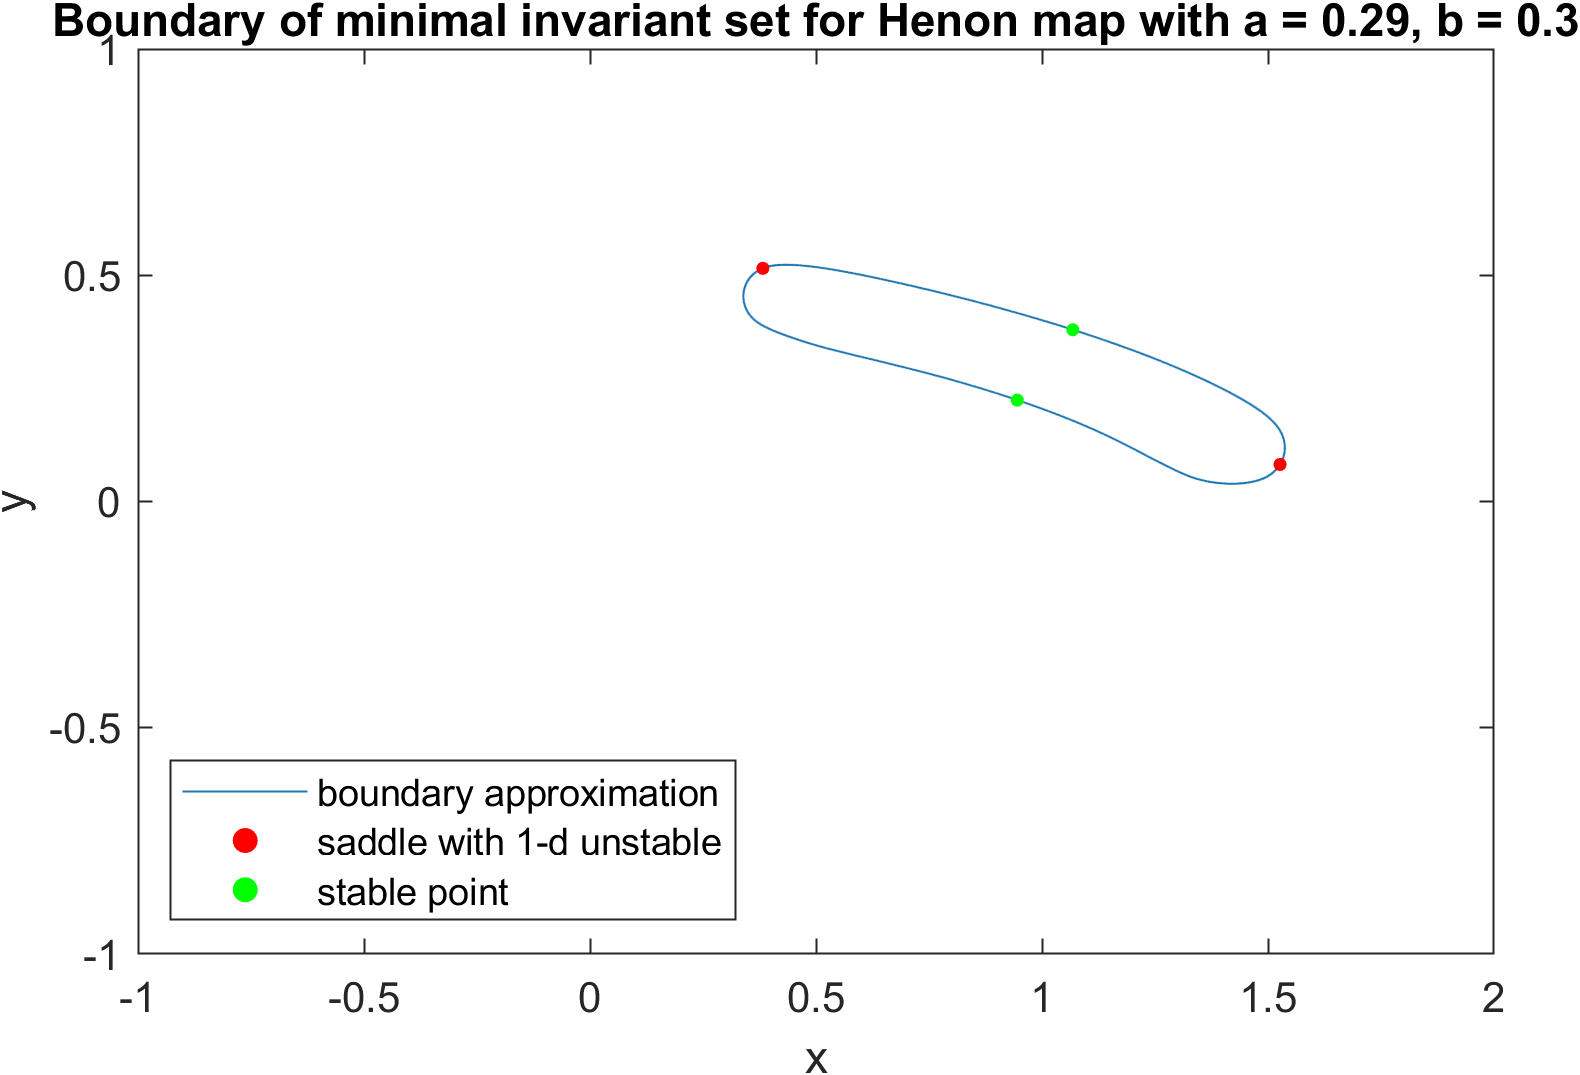 Boundary of minimal invariant set for Henon map with a = 0.29, b = 0.3
1
0.5
0
-0.5
-1
y
boundary approximation
saddle with 1-d unstable
stable point
-1 -0.5 0 0.5 1 1.5 2
x